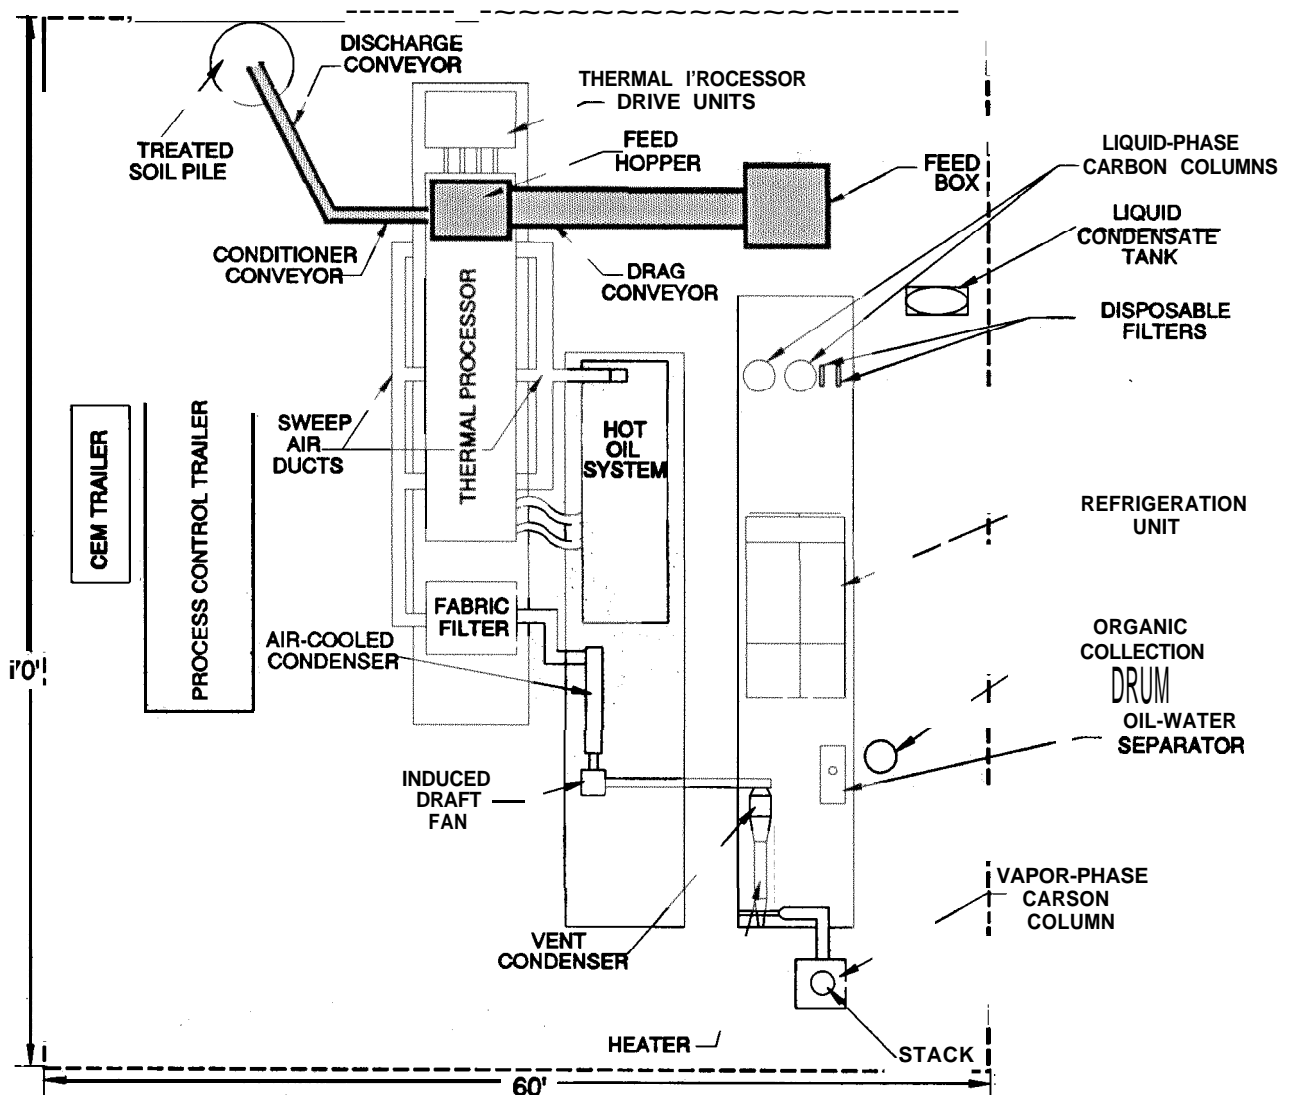 DISCHARGE
CONVEYOR
THERMAL I'ROCESSOR
DRIVE UNITS
TREATED
SOIL PILE
FEED
HOPPER
FEED
BOX
LIQUID-PHASE
CARBON COLUMNS
LIQUID
CONDENSATE
TANK
CONDITIONER
CONVEYOR
DRAG
CONVEYOR
DISPOSABLE
FILTERS
THERMAL PROCESSOR
SWEEP
AIR
DUCTS
HOT
OIL
SYSTEM
CEM TRAILER
PROCESS CONTROL TRAILER
REFRIGERATION
UNIT
FABRIC
FILTER
AIR-COOLED
CONDENSER
ORGANIC
COLLECTION
DRUM
i'0'
OIL-WATER
SEPARATOR
INDUCED
DRAFT
FAN
VAPOR-PHASE
CARSON
COLUMN
VENT
CONDENSER
HEATER
STACK
60'